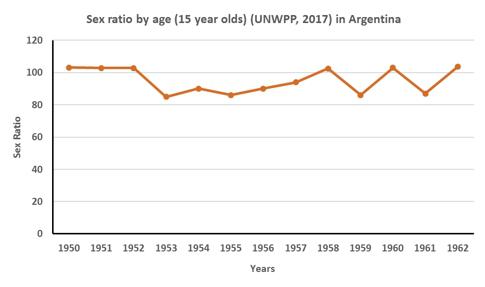 Sex ratio by age (15 year olds) (UNWPP, 2017) in Argentina
120
100
80
60
40
20
0
Sex Ratio
1950 1951 1952 1953 1954 1955 1956 1957 1958 1959 1960 1961 1962
Years